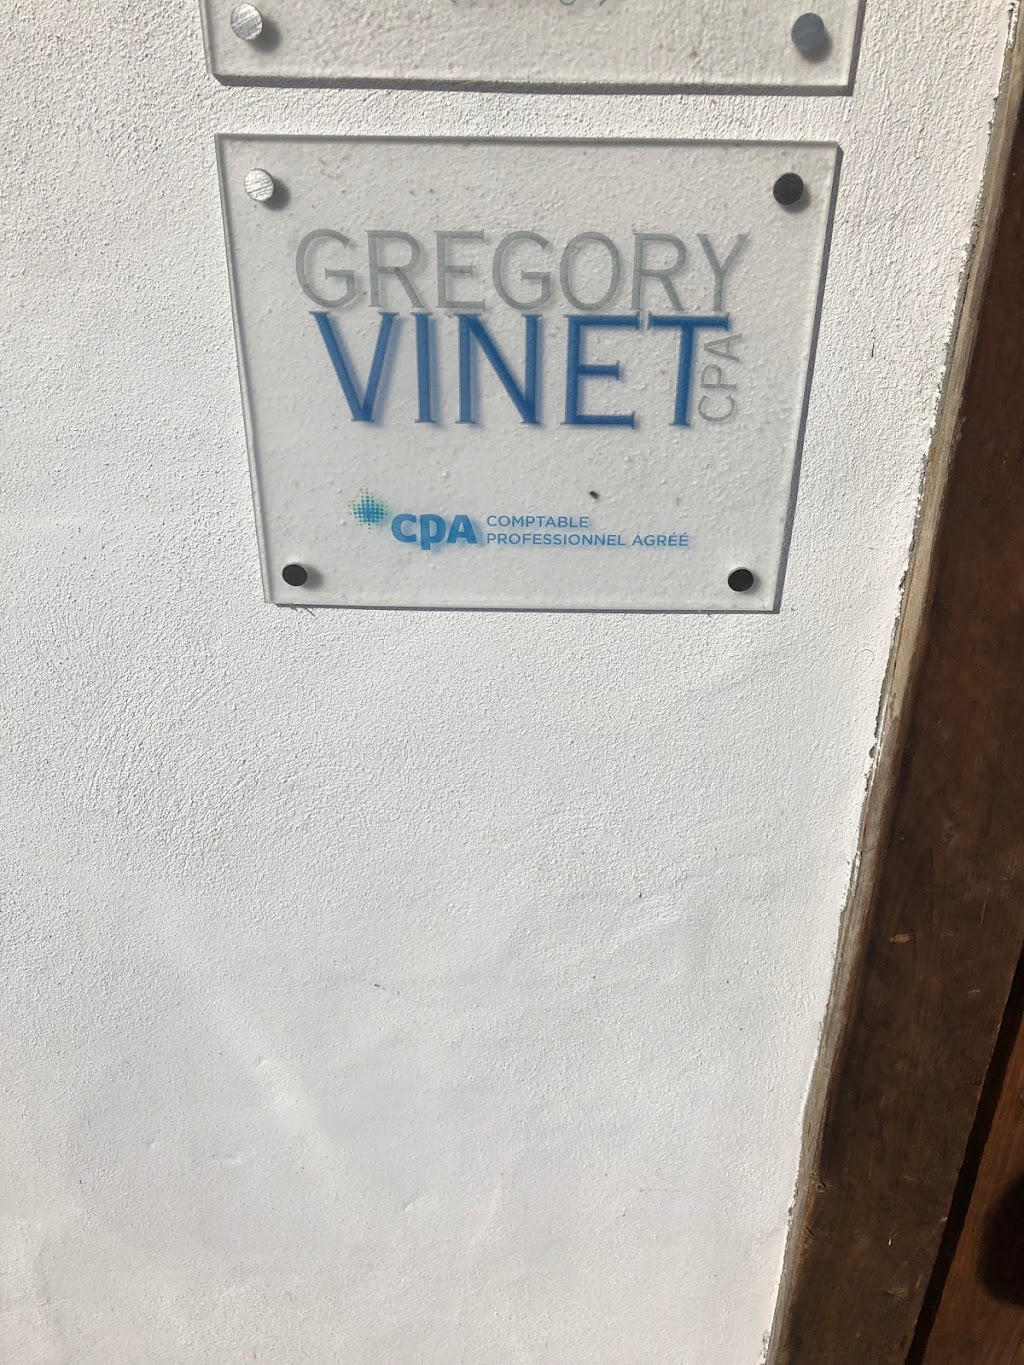 GREGORY
VINET
CPA
CPA COMPTABLE
PROFESSIONNEL AGRÉÉ